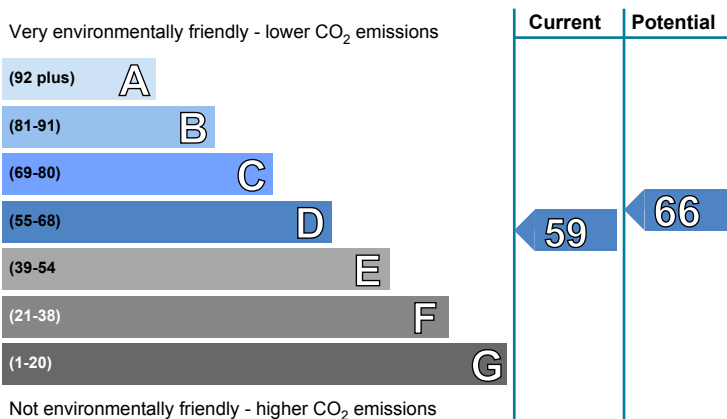 Current Potential
Very environmentally friendly - lower CO2 emissions
(92 plus) A
(81-91) B
(69-80) C
(55-68) D
59
66
(39-54 E
(21-38) F
(1-20) G
Not environmentally friendly - higher CO2 emissions